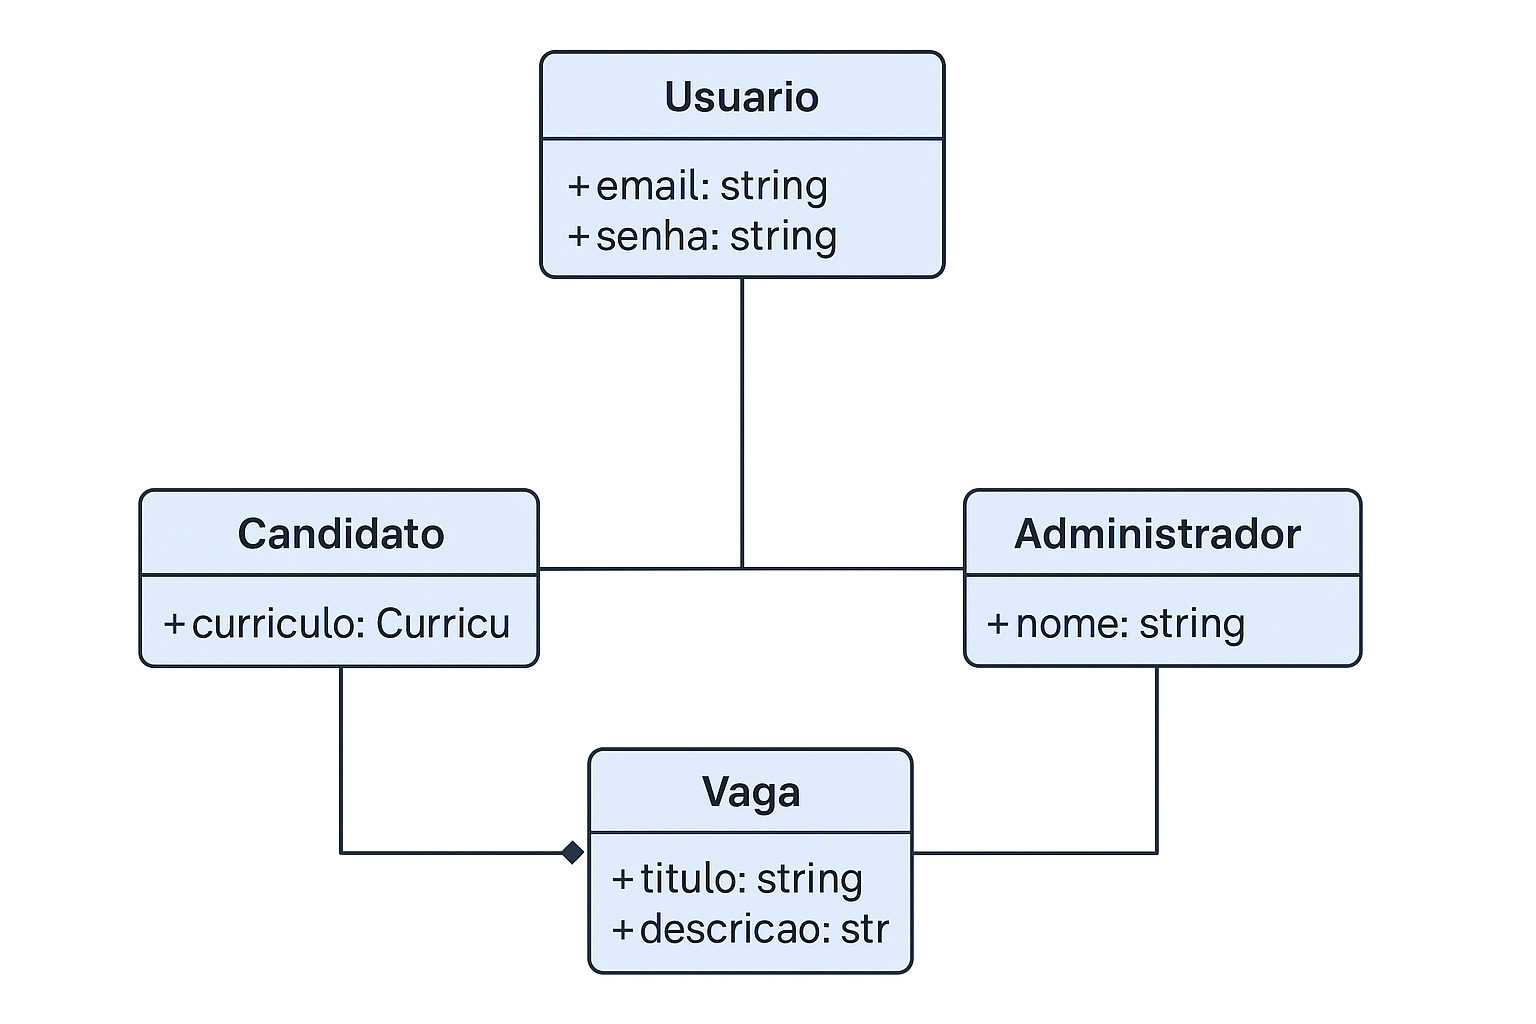 Usuario
+ email: string
+ senha: string
Candidato
+ curriculo: Curricu
Administrador
+ nome: string
Vaga
+ titulo: string
+ descricao: str